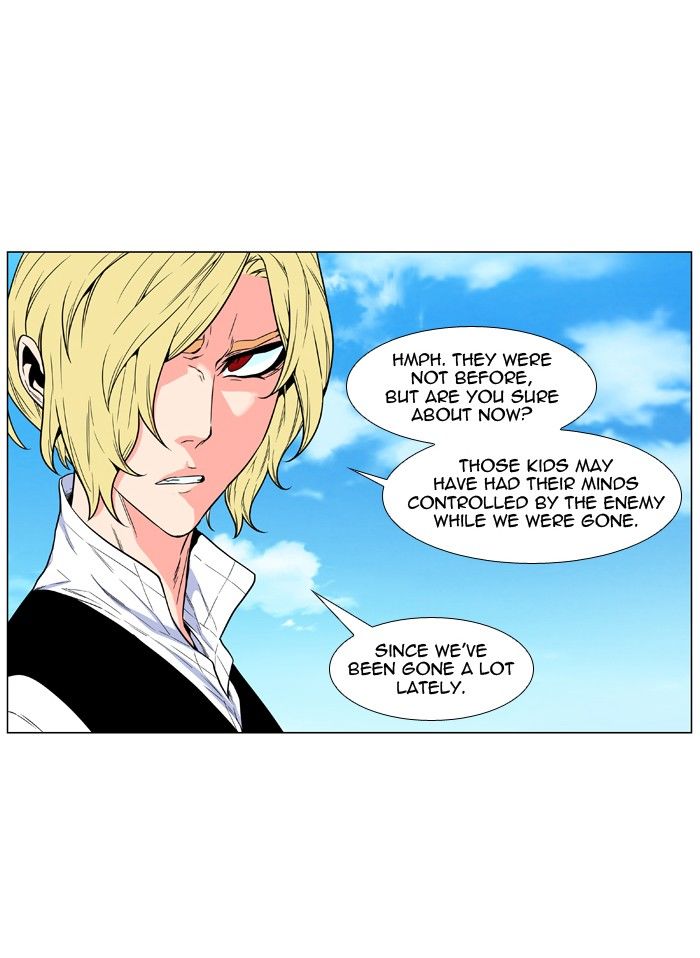 HMPH. THEY WERE
NOT BEFORE,
BUT ARE YOU SURE
ABOUT NOW?
THOSE KIDS MAY
HAVE HAD THEIR MINDS
CONTROLLED BY THE ENEMY
WHILE WE WERE GONE.
SINCE WE'VE
BEEN GONE A LOT
LATELY.